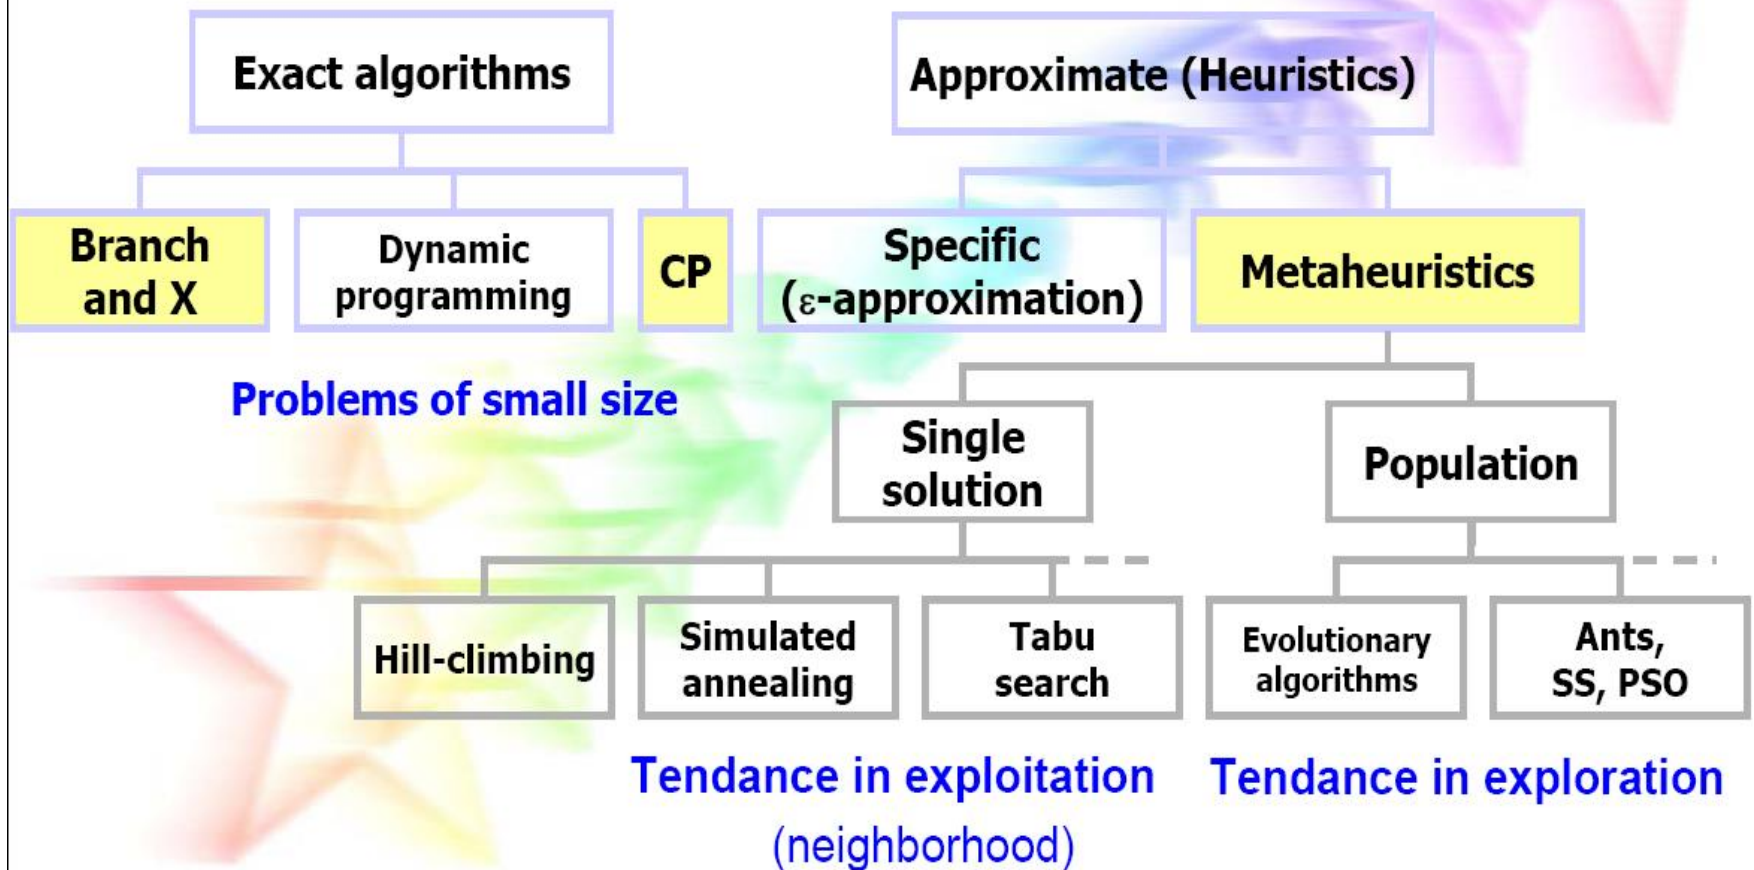 Exact algorithms
Approximate (Heuristics)
Branch
and X
Dynamic
programming
CP
Specific
(ε-approximation)
Metaheuristics
Problems of small size
Single
solution
Population
Hill-climbing
Simulated
annealing
Tabu
search
Evolutionary
algorithms
Ants,
SS, PSO
Tendance in exploitation
(neighborhood)
Tendance in exploration